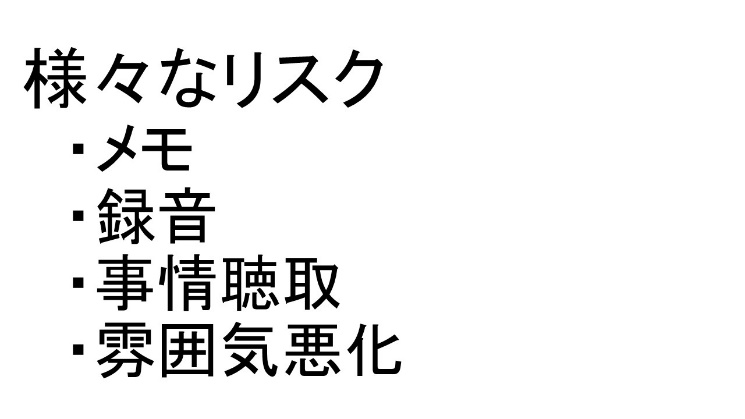 様々なリスク
・メモ
・録音
・事情聴取
・雰囲気悪化